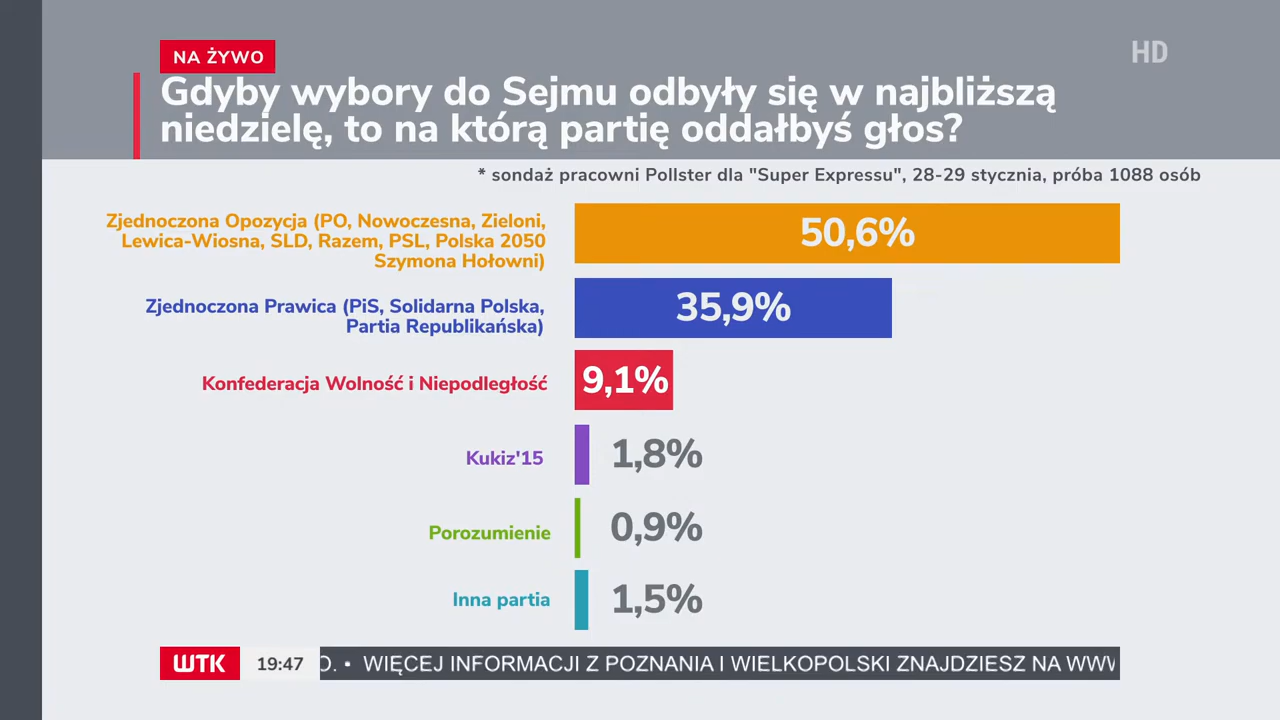 NA ŻYWO
HD
Gdyby wybory do Sejmu odbyły się w najbliższą
niedzielę, to na którą partię oddałbyś głos?
* sondaż pracowni Pollster dla "Super Expressu", 28-29 stycznia, próba 1088 osób
Zjednoczona Opozycja (PO, Nowoczesna, Zieloni,
Lewica-Wiosna, SLD, Razem, PSL, Polska 2050
Szymona Hołowni)
50,6%
Zjednoczona Prawica (PiS, Solidarna Polska,
Partia Republikańska)
35,9%
Konfederacja Wolność i Niepodległość
9,1%
Kukiz'15
1,8%
Porozumienie
0,9%
Inna partia
1,5%
WTK
19:47
O. • WIĘCEJ INFORMACJI Z POZNANIA I WIELKOPOLSKI ZNAJDZIESZ NA WWW